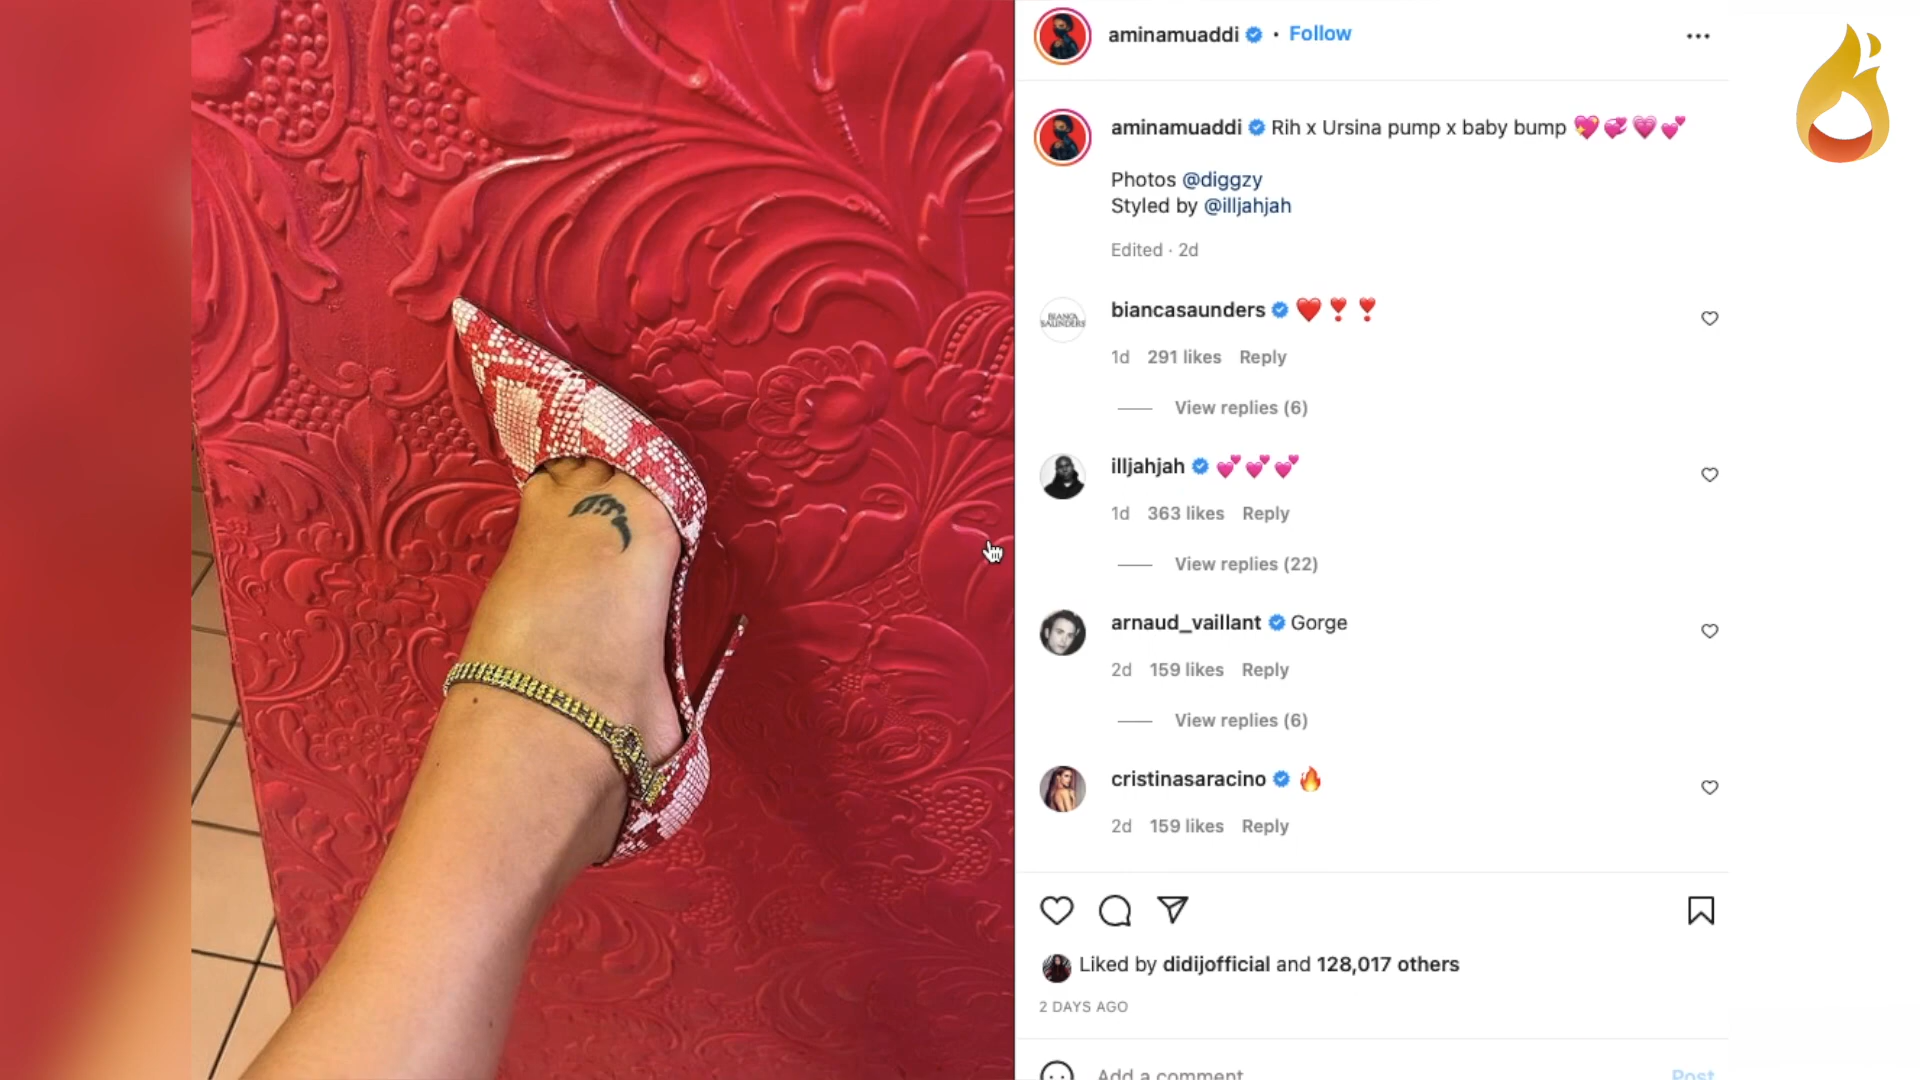 aminamuaddi • Follow
aminamuaddi Rih x Ursina pump x baby bump 💖💞💗💕
Photos @diggzy
Styled by @illjahjah
Edited · 2d
BIANCA
SAUNDERS
biancasaunders ❤️❣️❣️
1d 291 likes Reply
View replies (6)
illjahjah 💕💕💕
1d 363 likes Reply
View replies (22)
arnaud_vaillant Gorge
2d 159 likes Reply
View replies (6)
cristinasaracino 🔥
2d 159 likes Reply
Liked by didijofficial and 128,017 others
2 DAYS AGO
Add a comment
Post